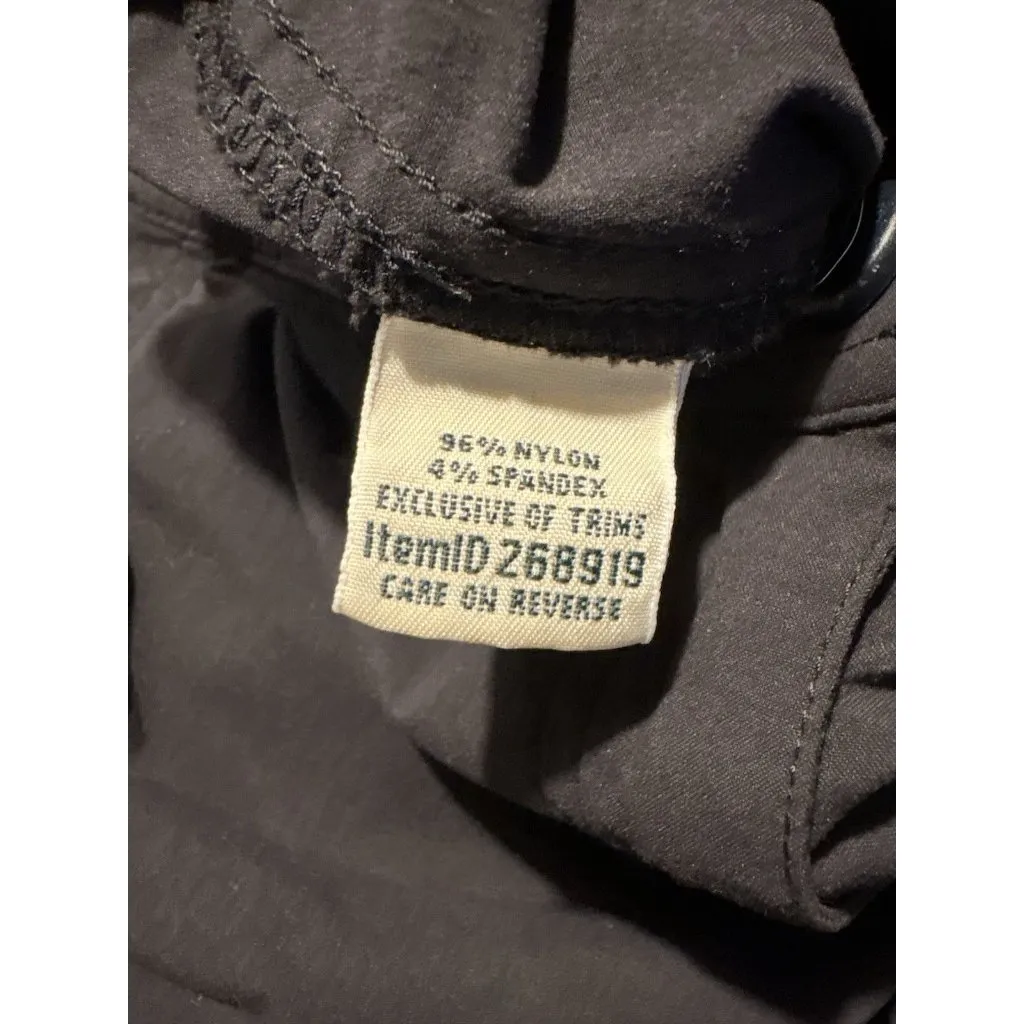 96% NYLON
4% SPANDEX
EXCLUSIVE OF TRIMS
ItemID 268919
CARE ON REVERSE